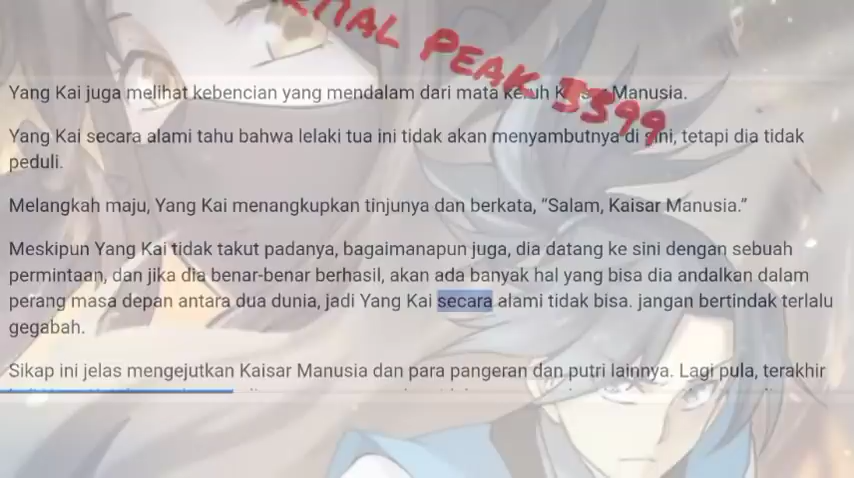 RTIAL PEAK 3399
Yang Kai juga melihat kebencian yang mendalam dari mata keruh Manusia.
Yang Kai secara alami tahu bahwa lelaki tua ini tidak akan menyambutnya di sini, tetapi dia tidak
peduli.
Melangkah maju, Yang Kai menangkupkan tinjunya dan berkata, “Salam, Kaisar Manusia.”
Meskipun Yang Kai tidak takut padanya, bagaimanapun juga, dia datang ke sini dengan sebuah
permintaan, dan jika dia benar-benar berhasil, akan ada banyak hal yang bisa dia andalkan dalam
perang masa depan antara dua dunia, jadi Yang Kai secara alami tidak bisa. jangan bertindak terlalu
gegabah.
Sikap ini jelas mengejutkan Kaisar Manusia dan para pangeran dan putri lainnya. Lagi pula, terakhir